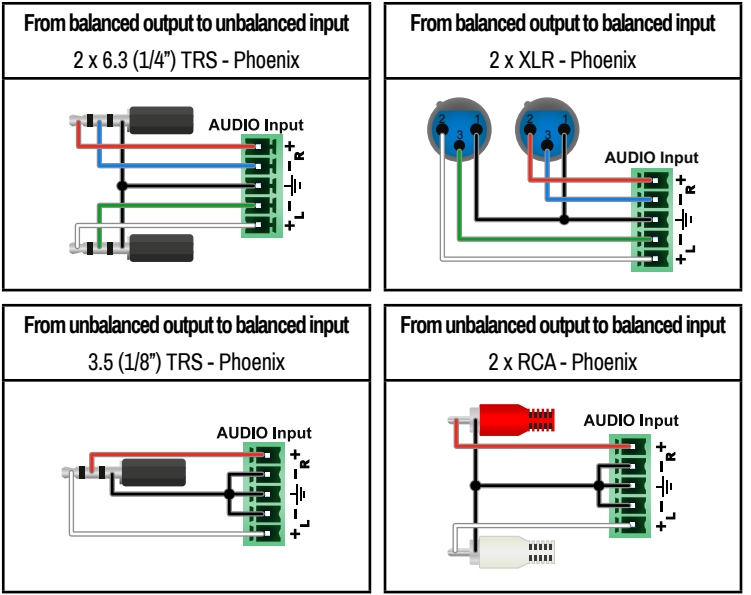 From balanced output to unbalanced input
2 x 6.3 (1/4”) TRS - Phoenix
AUDIO Input
+
R
-
-
L
+
From balanced output to balanced input
2 x XLR - Phoenix
2
1
3
2
1
3
AUDIO Input
+
R
-
-
L
+
From unbalanced output to balanced input
3.5 (1/8”) TRS - Phoenix
AUDIO Input
+
R
-
-
L
+
From unbalanced output to balanced input
2 x RCA - Phoenix
AUDIO Input
+
R
-
-
L
+